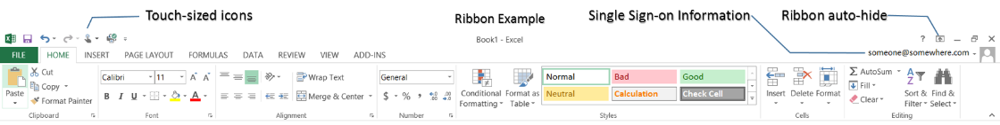 Touch-sized icons
Ribbon Example
Single Sign-on Information
Ribbon auto-hide
Book1 - Excel
?
someone@somewhere.com
FILE HOME INSERT PAGE LAYOUT FORMULAS DATA REVIEW VIEW ADD-INS
Paste
Cut
Copy
Format Painter
Clipboard
Calibri 11 A A
B I U A
Font
Wrap Text
Merge & Center
Alignment
General
$ % ,
Number
Conditional Formatting
Format as Table
Normal Bad Good
Neutral Calculation Check Cell
Styles
Insert Delete Format
Cells
AutoSum
Fill
Clear
Sort & Filter
Find & Select
Editing